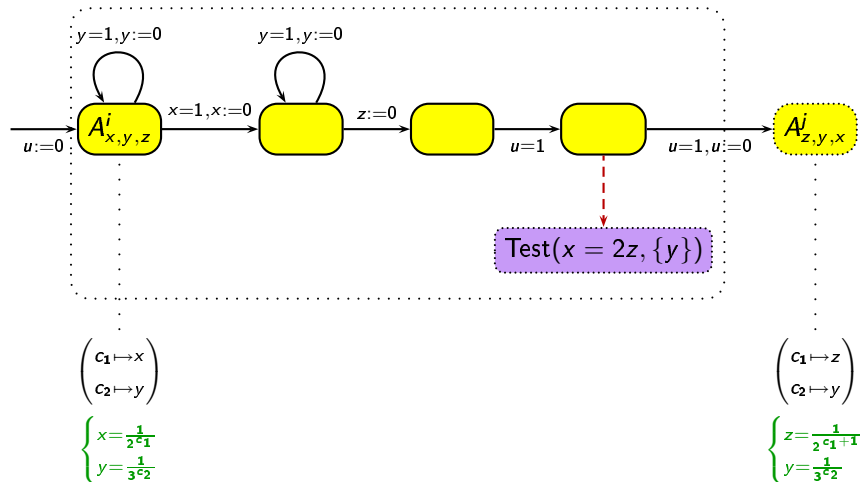 y=1,y:=0 y=1,y:=0
u:=0 A^i_{x,y,z} x=1,x:=0 z:=0 u=1 u=1,u:=0 A^j_{z,y,x}
Test(x = 2z, {y})
(c₁↦x
c₂↦y)
{x=1/2^{c₁}
y=1/3^{c₂}
(c₁↦z
c₂↦y)
{z=1/2^{c₁+1}
y=1/3^{c₂}